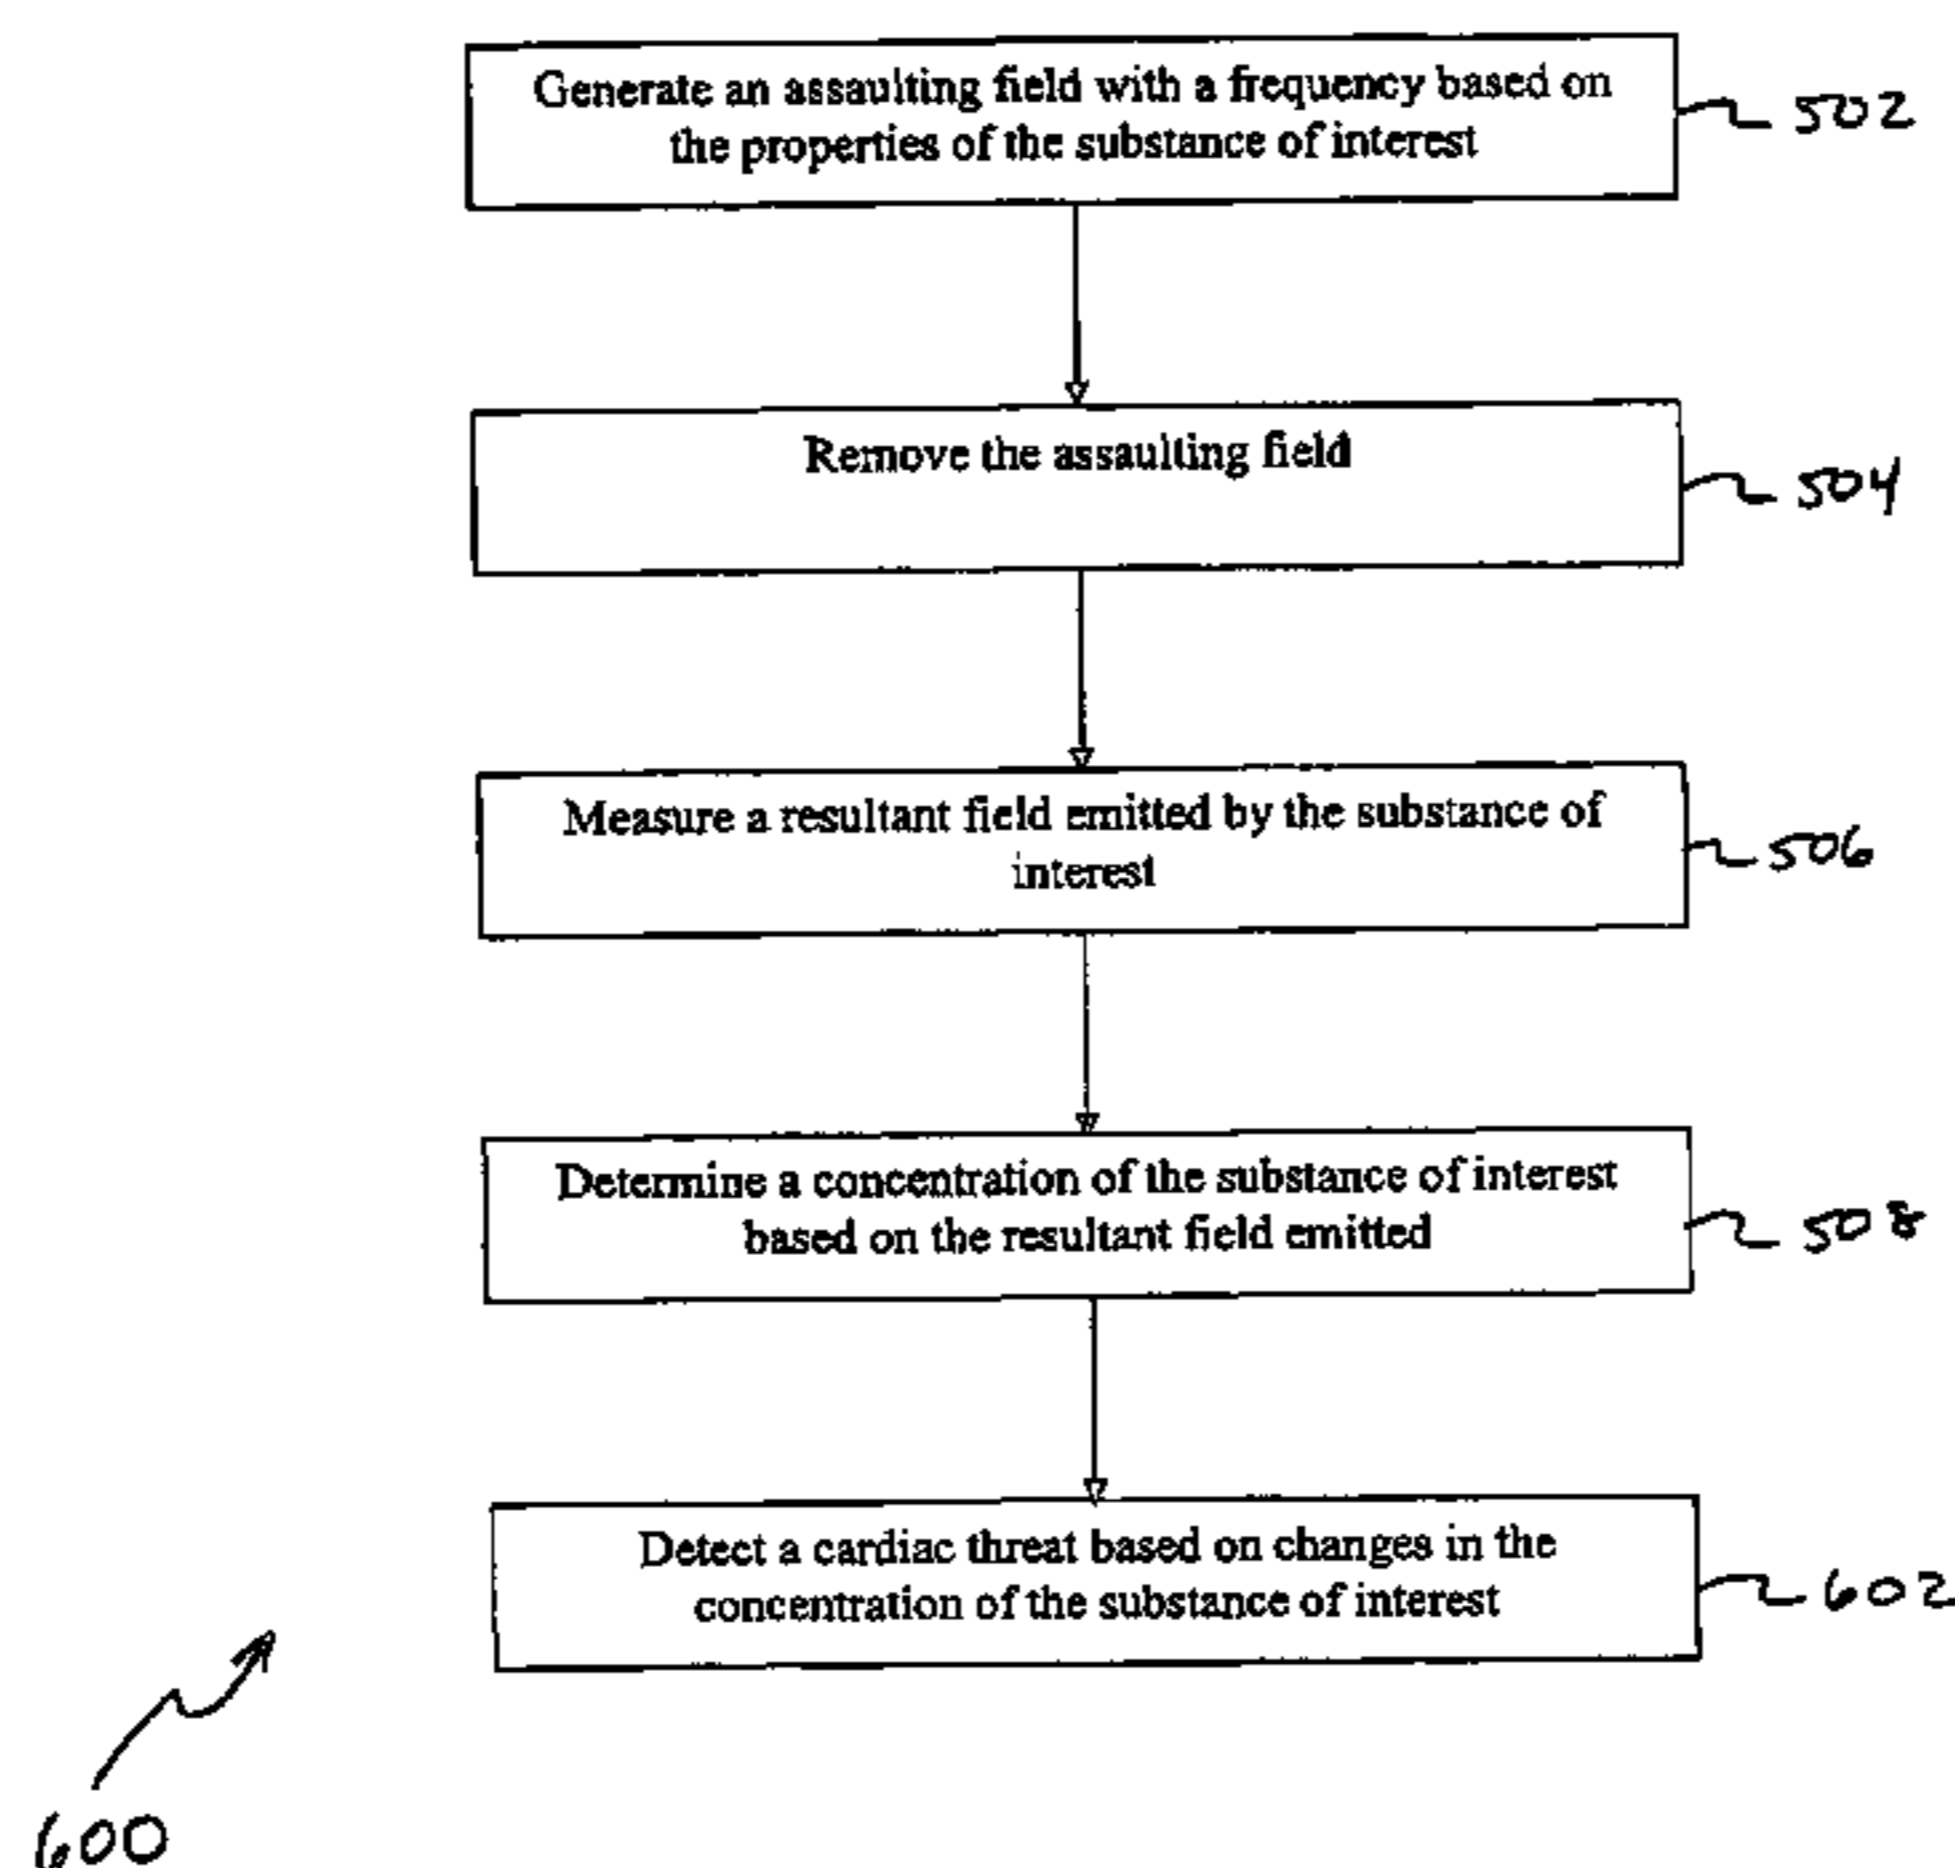 Generate an assaulting field with a frequency based on
the properties of the substance of interest
502
Remove the assaulting field
504
Measure a resultant field emitted by the substance of
interest
506
Determine a concentration of the substance of interest
based on the resultant field emitted
508
Detect a cardiac threat based on changes in the
concentration of the substance of interest
602
600